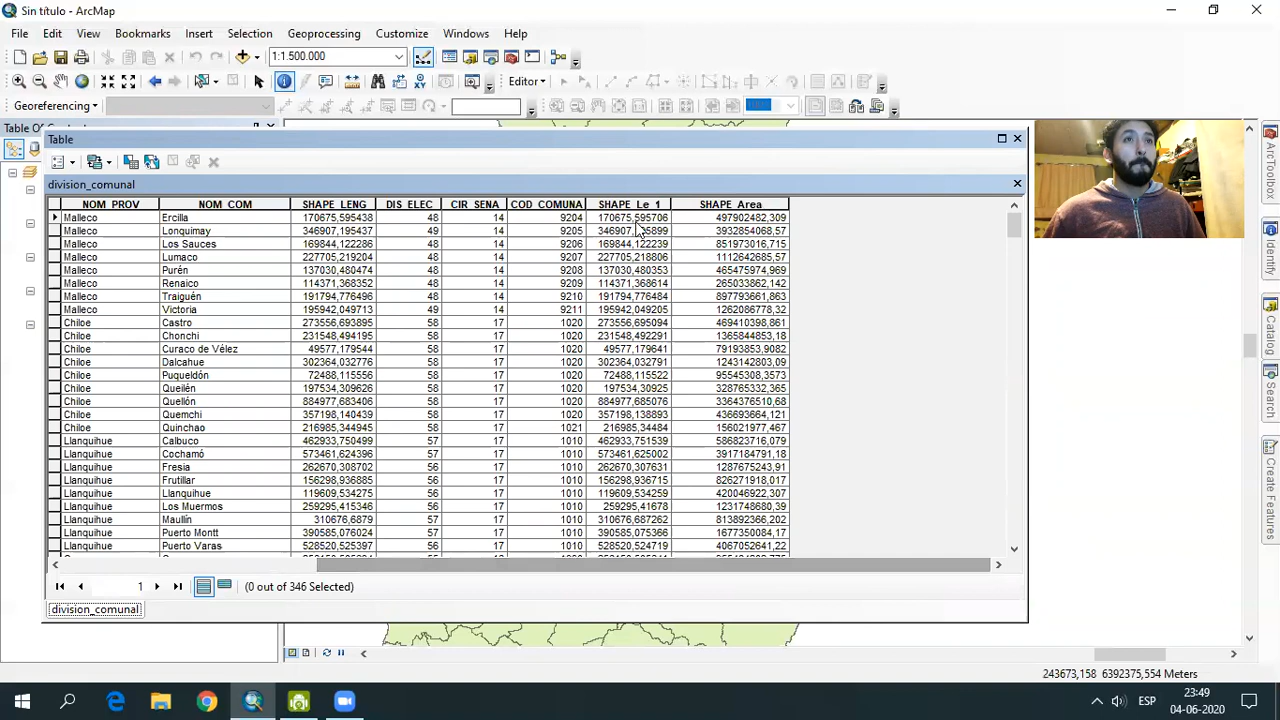 Sin título - ArcMap
File Edit View Bookmarks Insert Selection Geoprocessing Customize Windows Help
1:1.500.000
Editor
Georeferencing
Table
division_comunal
NOM_PROV NOM_COM SHAPE_LENG DIS_ELEC CIR_SENA COD_COMUNA SHAPE_Le_1 SHAPE_Area
Malleco Ercilla 170675,595438 48 14 9204 170675,595706 497902482,309
Malleco Lonquimay 346907,195437 49 14 9205 3932854068,57
Malleco Los Sauces 169844,122286 48 14 9206 169844,122239 851973016,715
Malleco Lumaco 227705,219204 48 14 9207 227705,218806 1112642685,57
Malleco Purén 137030,480474 48 14 9208 137030,480353 465475974,969
Malleco Renaico 114371,368352 48 14 9209 114371,368614 265033862,142
Malleco Traiguén 191794,776496 48 14 9210 191794,776484 897793661,863
Malleco Victoria 195942,049713 49 14 9211 195942,049205 1262086778,32
Chiloe Castro 273556,693895 58 17 1020 273556,695094 469410398,861
Chiloe Chonchi 231548,494195 58 17 1020 231548,492291 1365844853,18
Chiloe Curaco de Vélez 49577,179544 58 17 1020 49577,179641 79193853,9082
Chiloe Dalcahue 302364,032776 58 17 1020 302364,032791 1243142803,09
Chiloe Puqueldón 72488,115556 58 17 1020 72488,115522 95545308,3573
Chiloe Queilén 197534,309626 58 17 1020 197534,30925 328765332,365
Chiloe Quellón 884977,683406 58 17 1020 884977,685076 3364376510,68
Chiloe Quemchi 357198,140439 58 17 1020 357198,138893 436693664,121
Chiloe Quinchao 216985,344945 58 17 1021 216985,34484 156021977,467
Llanquihue Calbuco 462933,750499 57 17 1010 462933,751539 586823716,079
Llanquihue Cochamó 573461,624396 57 17 1010 573461,625002 3917184791,18
Llanquihue Fresia 262670,308702 56 17 1010 262670,307631 1287675243,91
Llanquihue Frutillar 156298,936885 56 17 1010 156298,936715 826271918,017
Llanquihue Llanquihue 119609,534275 56 17 1010 119609,534259 420046922,307
Llanquihue Los Muermos 259295,415346 56 17 1010 259295,41678 1231748680,39
Llanquihue Maullín 310676,6879 57 17 1010 310676,687262 813892366,202
Llanquihue Puerto Montt 390585,076024 57 17 1010 390585,075366 1677350084,17
Llanquihue Puerto Varas 528520,525397 56 17 1010 528520,524719 4067052641,22
1
(0 out of 346 Selected)
division_comunal
ArcToolbox
Identify
Catalog
Search
Create Features
243673,158 6392375,554 Meters
ESP
23:49
04-06-2020